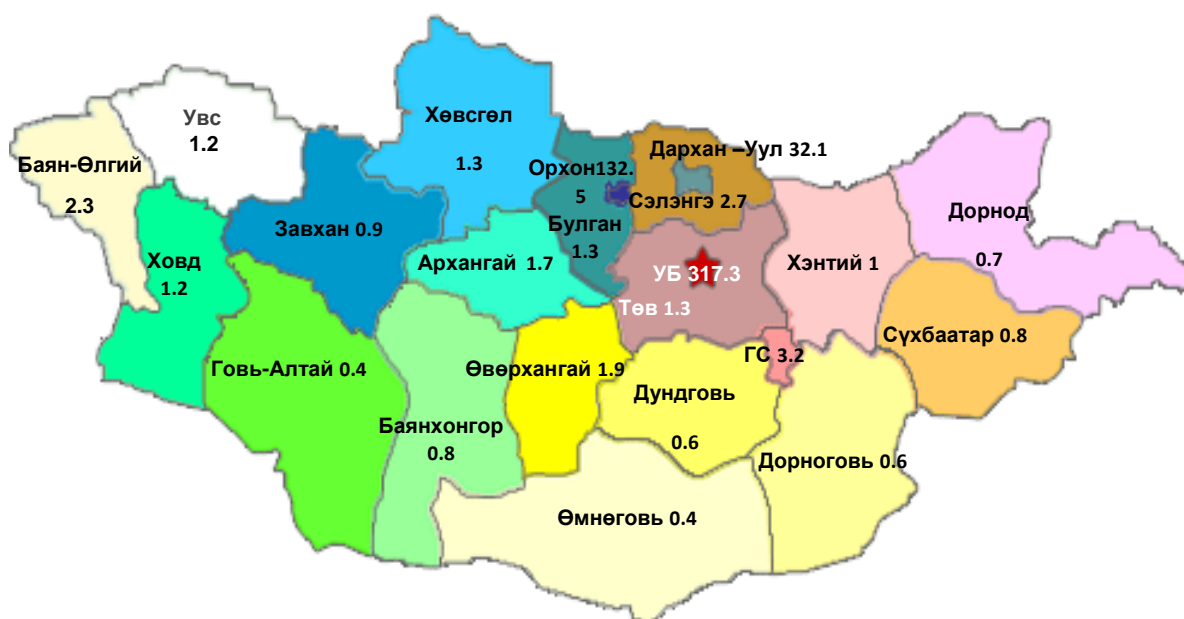 Увс
1.2
Хөвсгөл
1.3
Баян-Өлгий
2.3
Орхон132.
5
Дархан –Уул 32.1
Сэлэнгэ 2.7
Булган
1.3
Дорнод
0.7
Завхан 0.9
Ховд
1.2
Архангай 1.7
УБ 317.3
Хэнтий 1
Төв 1.3
Сүхбаатар 0.8
ГС 3.2
Говь-Алтай 0.4
Өвөрхангай 1.9
Дундговь
0.6
Баянхонгор
0.8
Дорноговь 0.6
Өмнөговь 0.4